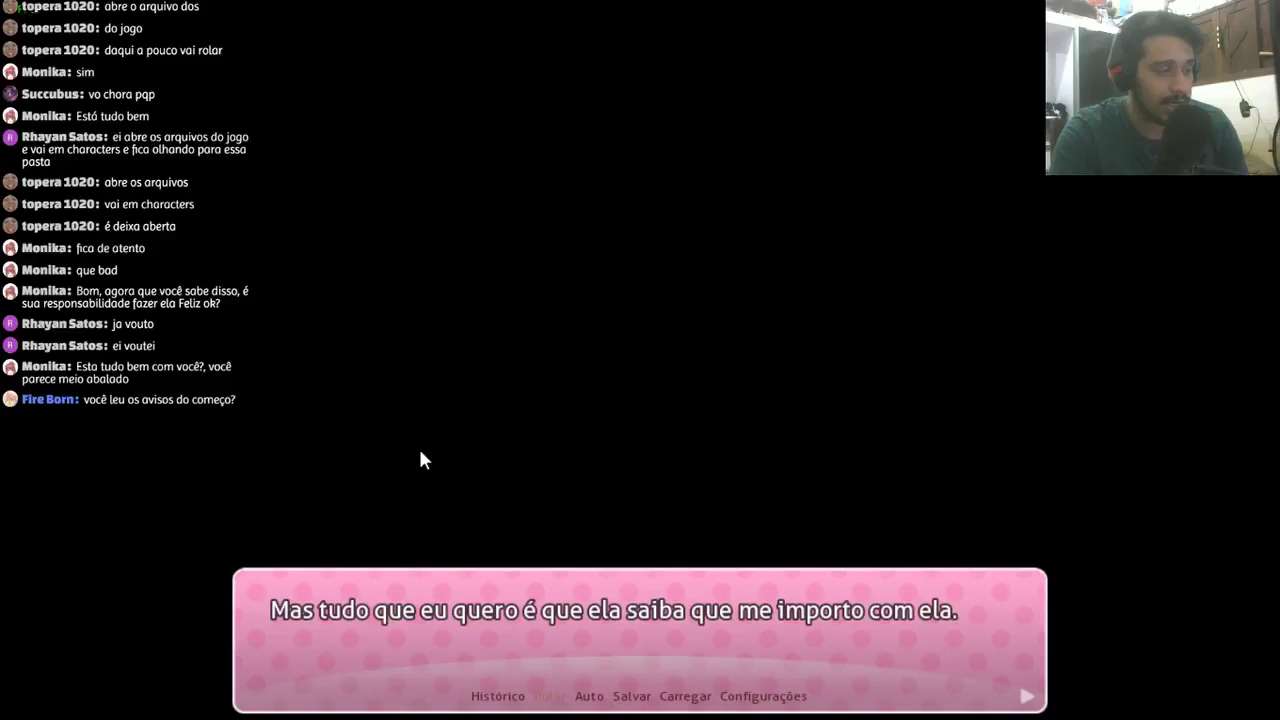 topera 1020: abre o arquivo dos
topera 1020: do jogo
topera 1020: daqui a pouco vai rolar
Monika: sim
Succubus: vo chora pqp
Monika: Está tudo bem
Rhayan Satos: ei abre os arquivos do jogo
e vai em characters e fica olhando para essa
pasta
topera 1020: abre os arquivos
topera 1020: vai em characters
topera 1020: é deixa aberta
Monika: fica de atento
Monika: que bad
Monika: Bom, agora que você sabe disso, é
sua responsabilidade fazer ela Feliz ok?
Rhayan Satos: ja vouto
Rhayan Satos: ei voutei
Monika: Esta tudo bem com você?, você
parece meio abalado
Fire Born: você leu os avisos do começo?
Mas tudo que eu quero é que ela saiba que me importo com ela.
Histórico Pular Auto Salvar Carregar Configurações